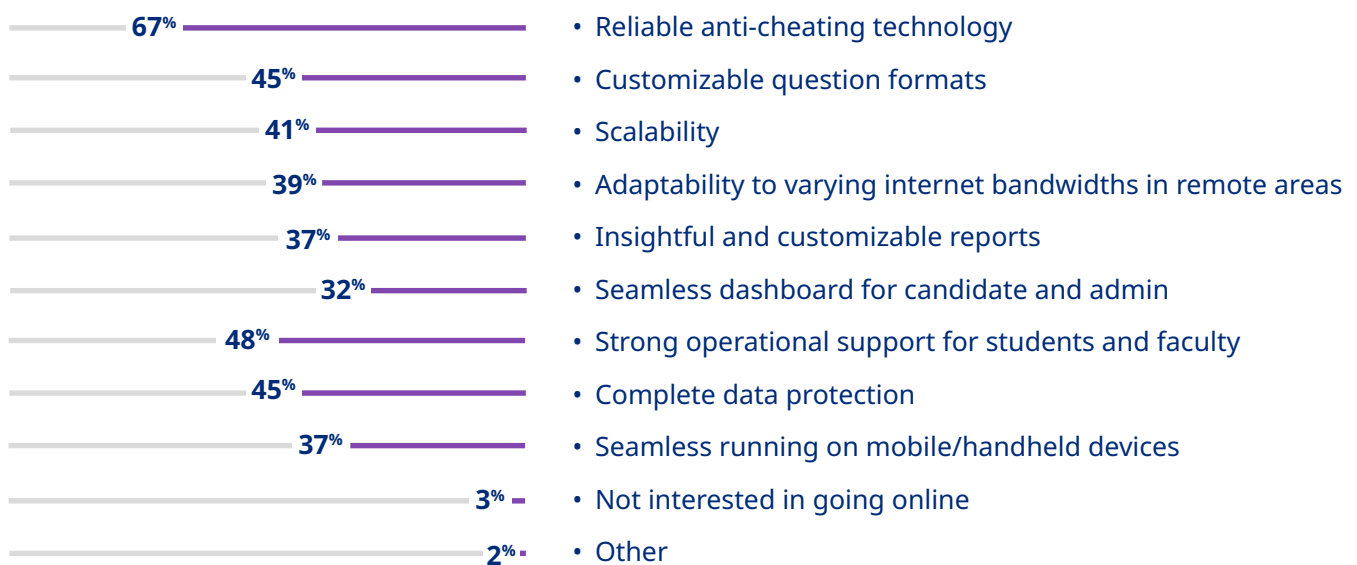 67% • Reliable anti-cheating technology
45% • Customizable question formats
41% • Scalability
39% • Adaptability to varying internet bandwidths in remote areas
37% • Insightful and customizable reports
32% • Seamless dashboard for candidate and admin
48% • Strong operational support for students and faculty
45% • Complete data protection
37% • Seamless running on mobile/handheld devices
3% • Not interested in going online
2% • Other